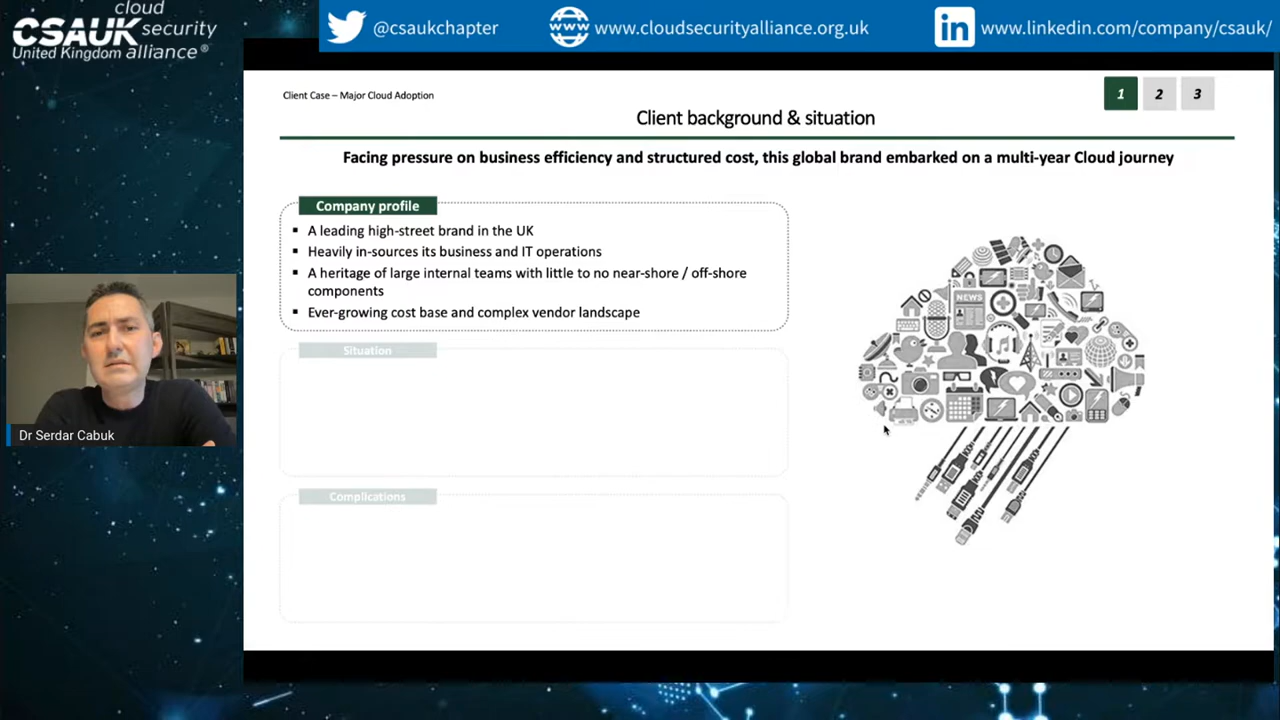 cloud
CSAUK security
United Kingdom alliance®
@csaukchapter
www.cloudsecurityalliance.org.uk
www.linkedin.com/company/csauk/
WWW
in
Client Case – Major Cloud Adoption
1 2 3
Client background & situation
Facing pressure on business efficiency and structured cost, this global brand embarked on a multi-year Cloud journey
Company profile
▪ A leading high-street brand in the UK
▪ Heavily in-sources its business and IT operations
▪ A heritage of large internal teams with little to no near-shore / off-shore
components
▪ Ever-growing cost base and complex vendor landscape
Situation
Complications
NEWS
Dr Serdar Cabuk